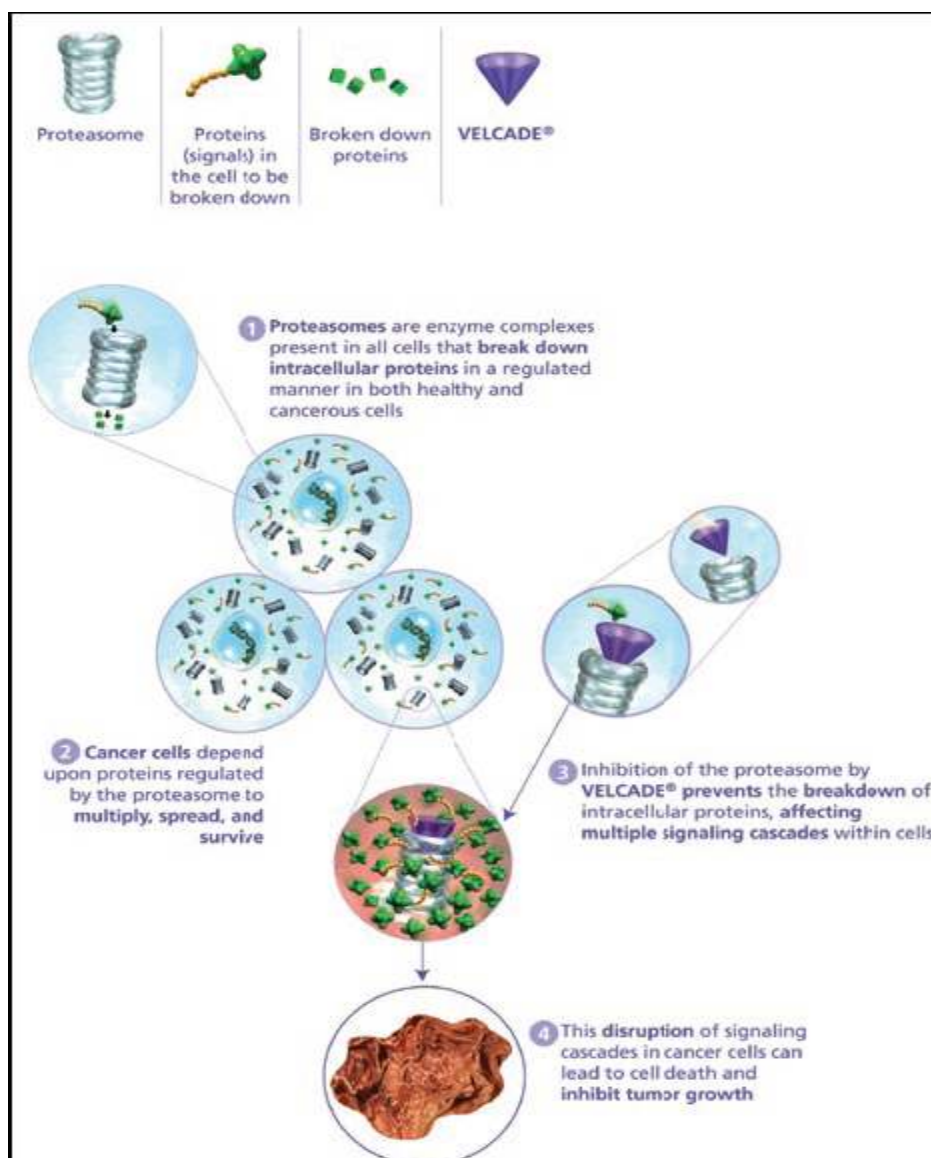 Proteasome
Proteins
(signals) in
the cell to be
broken down
Broken down
proteins
VELCADE®
1 Proteasomes are enzyme complexes
present in all cells that break down
intracellular proteins in a regulated
manner in both healthy and
cancerous cells
2 Cancer cells depend
upon proteins regulated
by the proteasome to
multiply, spread, and
survive
3 Inhibition of the proteasome by
VELCADE® prevents the breakdown of
intracellular proteins, affecting
multiple signaling cascades within cells
4 This disruption of signaling
cascades in cancer cells can
lead to cell death and
inhibit tumor growth